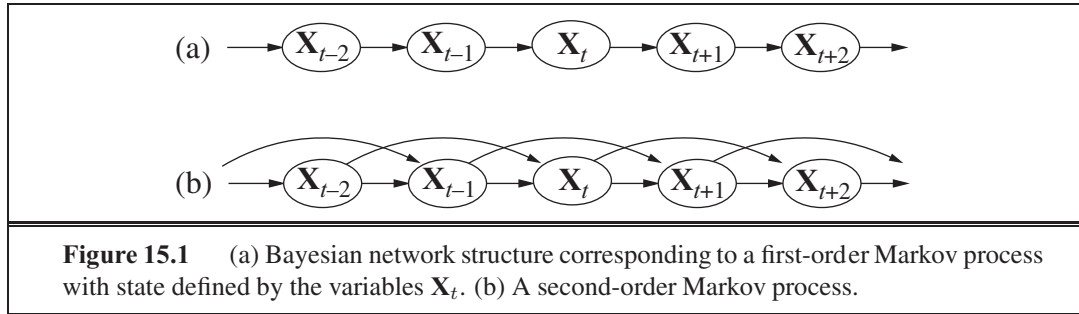 (a) X_{t–2} X_{t–1} X_t X_{t+1} X_{t+2}
(b) X_{t–2} X_{t–1} X_t X_{t+1} X_{t+2}
Figure 15.1 (a) Bayesian network structure corresponding to a first-order Markov process
with state defined by the variables X_t. (b) A second-order Markov process.